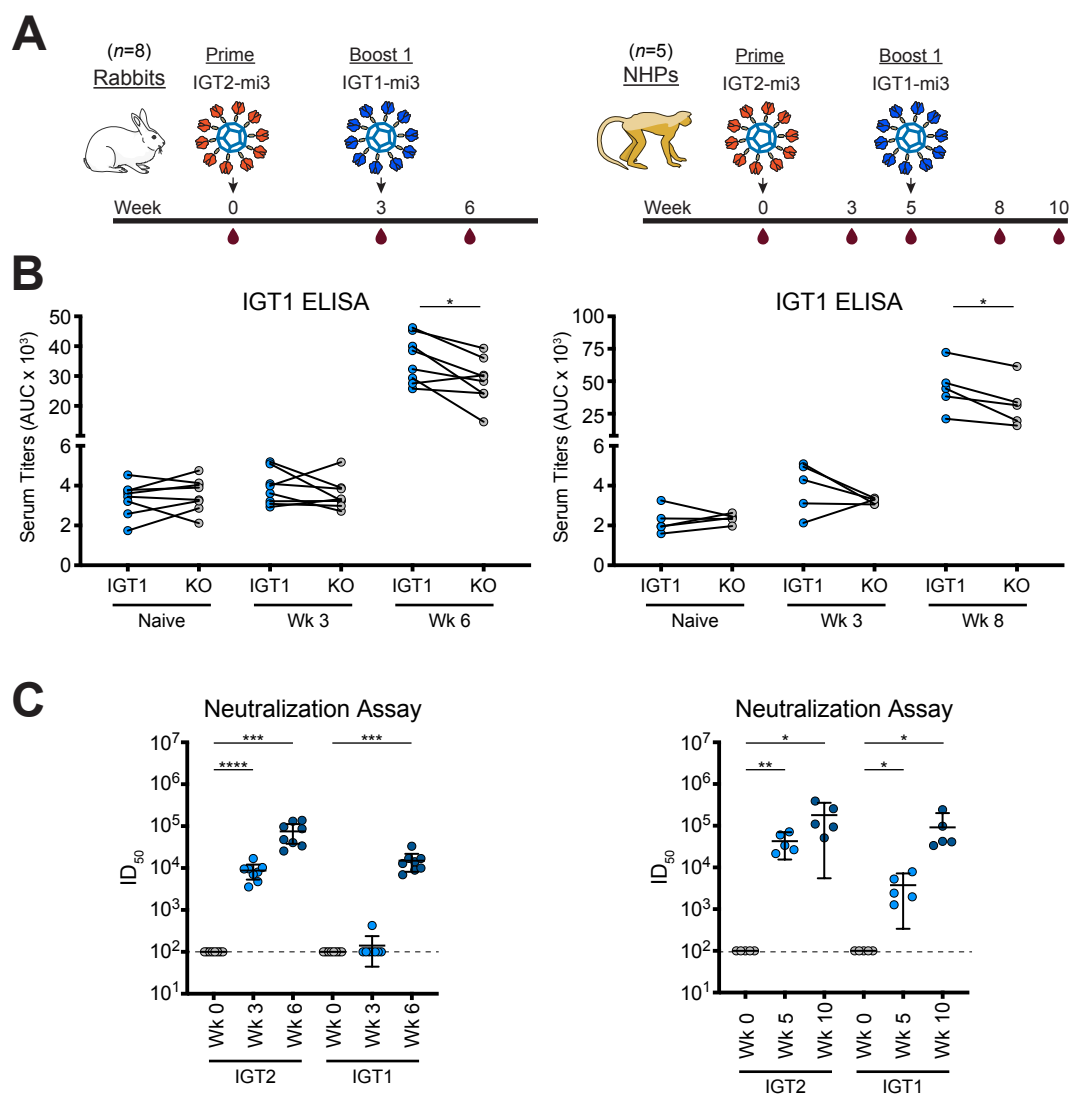 A
(n=8)
Rabbits
Prime
IGT2-mi3
Boost 1
IGT1-mi3
Week 0 3 6
(n=5)
NHPs
Prime
IGT2-mi3
Boost 1
IGT1-mi3
Week 0 3 5 8 10
B
IGT1 ELISA
Serum Titers (AUC x 10³)
50
40
30
20
6
4
2
0
*
IGT1 KO IGT1 KO IGT1 KO
Naive Wk 3 Wk 6
IGT1 ELISA
Serum Titers (AUC x 10³)
100
75
50
25
6
4
2
0
*
IGT1 KO IGT1 KO IGT1 KO
Naive Wk 3 Wk 8
C
Neutralization Assay
ID₅₀
10⁷
10⁶
10⁵
10⁴
10³
10²
10¹
*** ***
****
Wk 0 Wk 3 Wk 6 Wk 0 Wk 3 Wk 6
IGT2 IGT1
Neutralization Assay
ID₅₀
10⁷
10⁶
10⁵
10⁴
10³
10²
10¹
* *
** *
Wk 0 Wk 5 Wk 10 Wk 0 Wk 5 Wk 10
IGT2 IGT1